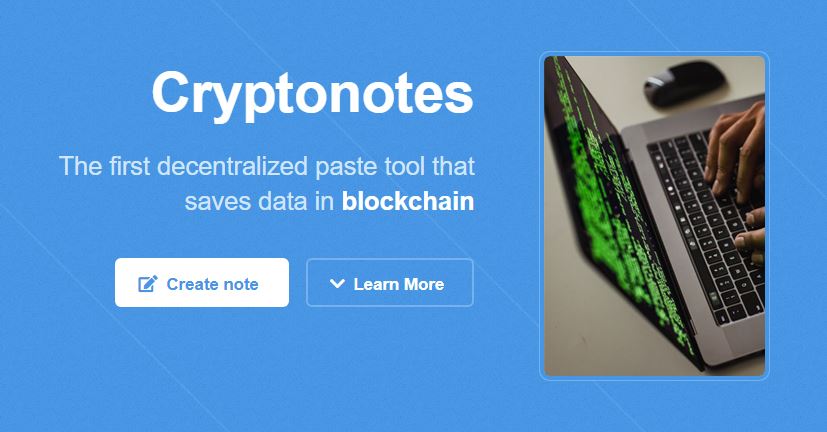 Cryptonotes
The first decentralized paste tool that
saves data in blockchain
Create note
Learn More